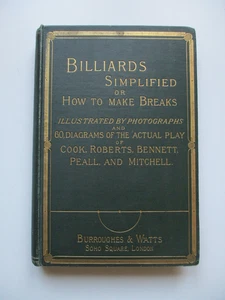 BILLIARDS
SIMPLIFIED
OR
HOW TO MAKE BREAKS
ILLUSTRATED BY PHOTOGRAPHS
AND
60, DIAGRAMS OF THE ACTUAL PLAY
OF
COOK, ROBERTS, BENNETT,
PEALL, AND MITCHELL.
BURROUGHES & WATTS
SOHO SQUARE, LONDON